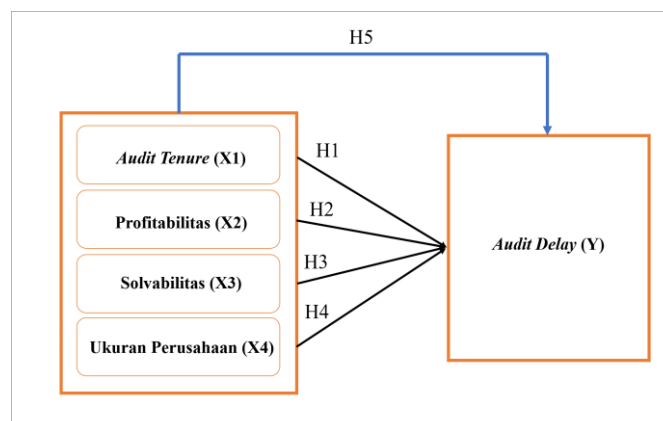 H5
Audit Tenure (X1)
H1
Profitabilitas (X2)
H2
Audit Delay (Y)
Solvabilitas (X3)
H3
H4
Ukuran Perusahaan (X4)